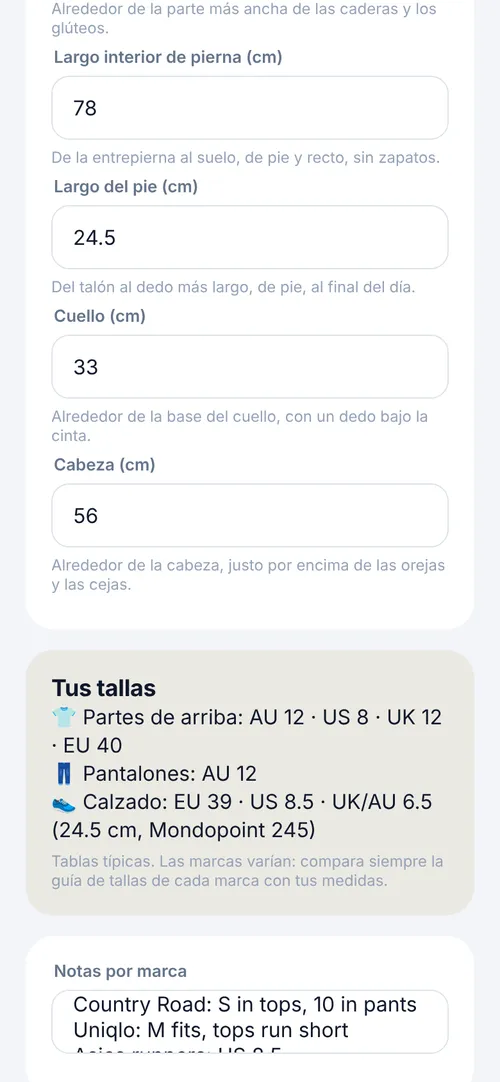 Alrededor de la parte más ancha de las caderas y los
glúteos.
Largo interior de pierna (cm)
78
De la entrepierna al suelo, de pie y recto, sin zapatos.
Largo del pie (cm)
24.5
Del talón al dedo más largo, de pie, al final del día.
Cuello (cm)
33
Alrededor de la base del cuello, con un dedo bajo la
cinta.
Cabeza (cm)
56
Alrededor de la cabeza, justo por encima de las orejas
y las cejas.
Tus tallas
👕 Partes de arriba: AU 12 · US 8 · UK 12
· EU 40
👖 Pantalones: AU 12
👟 Calzado: EU 39 · US 8.5 · UK/AU 6.5
(24.5 cm, Mondopoint 245)
Tablas típicas. Las marcas varían: compara siempre la
guía de tallas de cada marca con tus medidas.
Notas por marca
Country Road: S in tops, 10 in pants
Uniqlo: M fits, tops run short
Asics runners: US 8.5